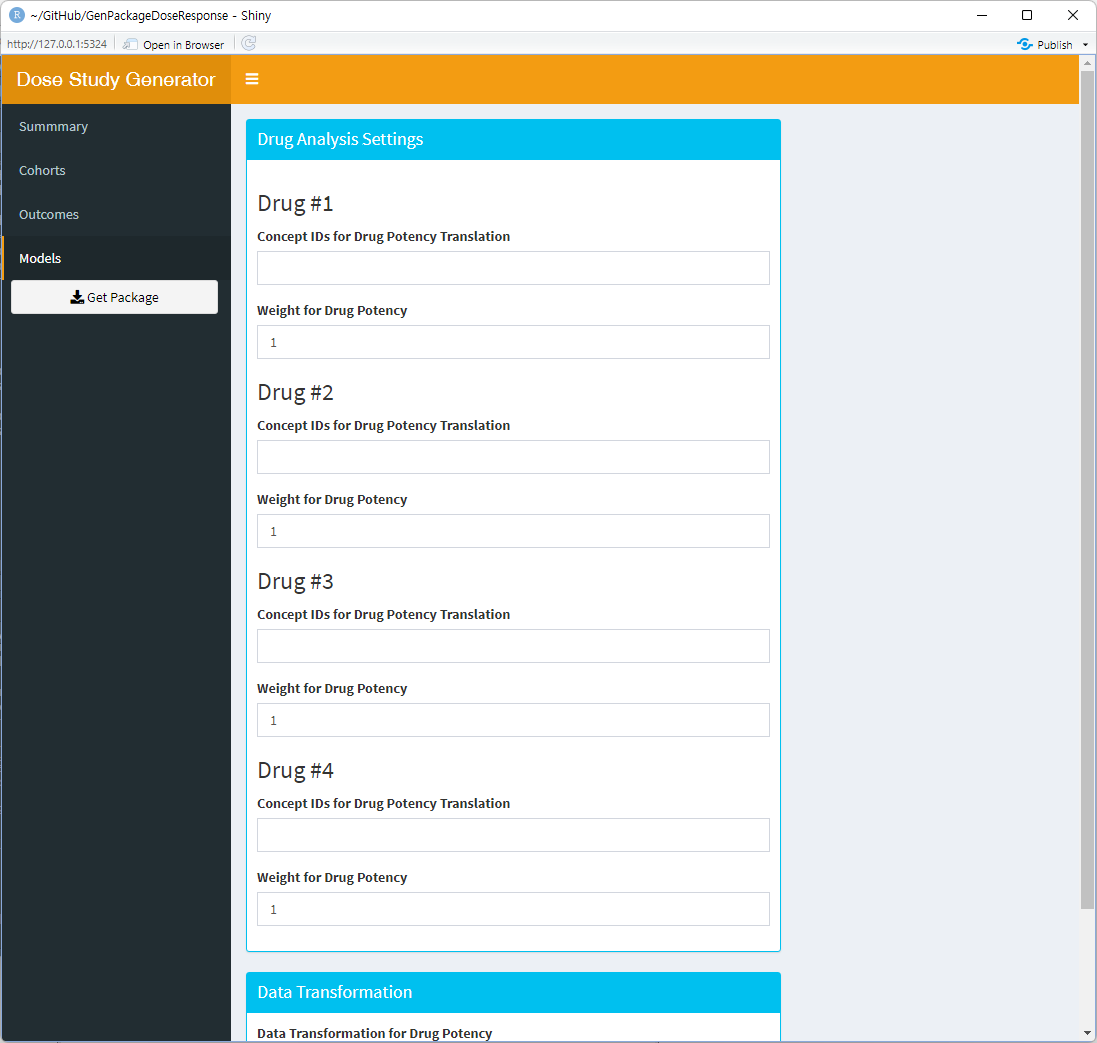 ~/GitHub/GenPackageDoseResponse - Shiny
http://127.0.0.1:5324 Open in Browser Publish
Dose Study Generator
Summmary
Cohorts
Outcomes
Models
Get Package
Drug Analysis Settings
Drug #1
Concept IDs for Drug Potency Translation
Weight for Drug Potency
1
Drug #2
Concept IDs for Drug Potency Translation
Weight for Drug Potency
1
Drug #3
Concept IDs for Drug Potency Translation
Weight for Drug Potency
1
Drug #4
Concept IDs for Drug Potency Translation
Weight for Drug Potency
1
Data Transformation
Data Transformation for Drug Potency